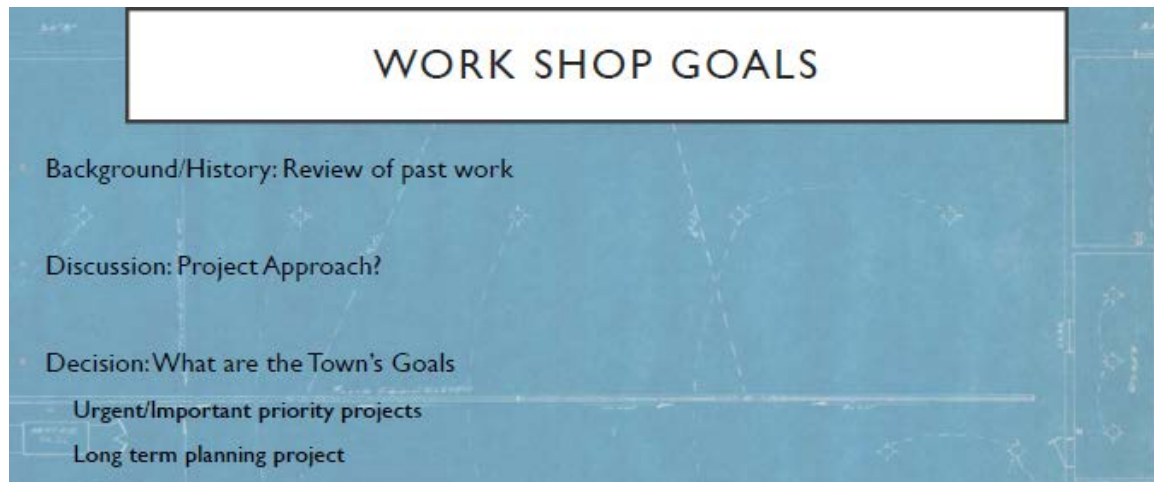 WORK SHOP GOALS
Background/History: Review of past work
Discussion: Project Approach?
Decision: What are the Town's Goals
Urgent/Important priority projects
Long term planning project